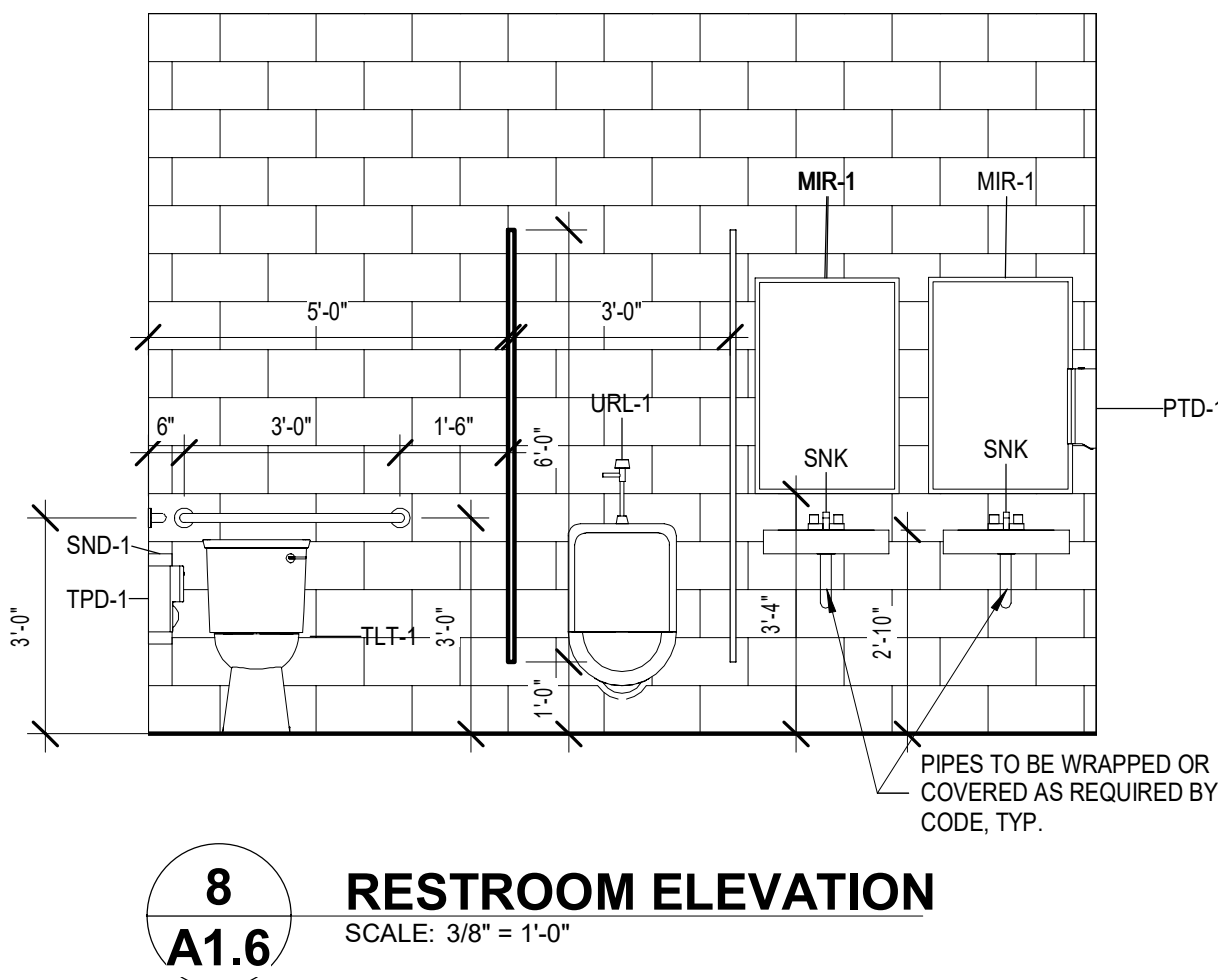 MIR-1
MIR-1
5'-0"
3'-0"
PTD-1
URL-1
6"
3'-0"
1'-6"
6'-0"
SNK
SNK
SND-1
TPD-1
3'-0"
TLT-1
3'-0"
3'-4"
2'-10"
1'-0"
PIPES TO BE WRAPPED OR
COVERED AS REQUIRED BY
CODE, TYP.
8
A1.6
RESTROOM ELEVATION
SCALE: 3/8" = 1'-0"